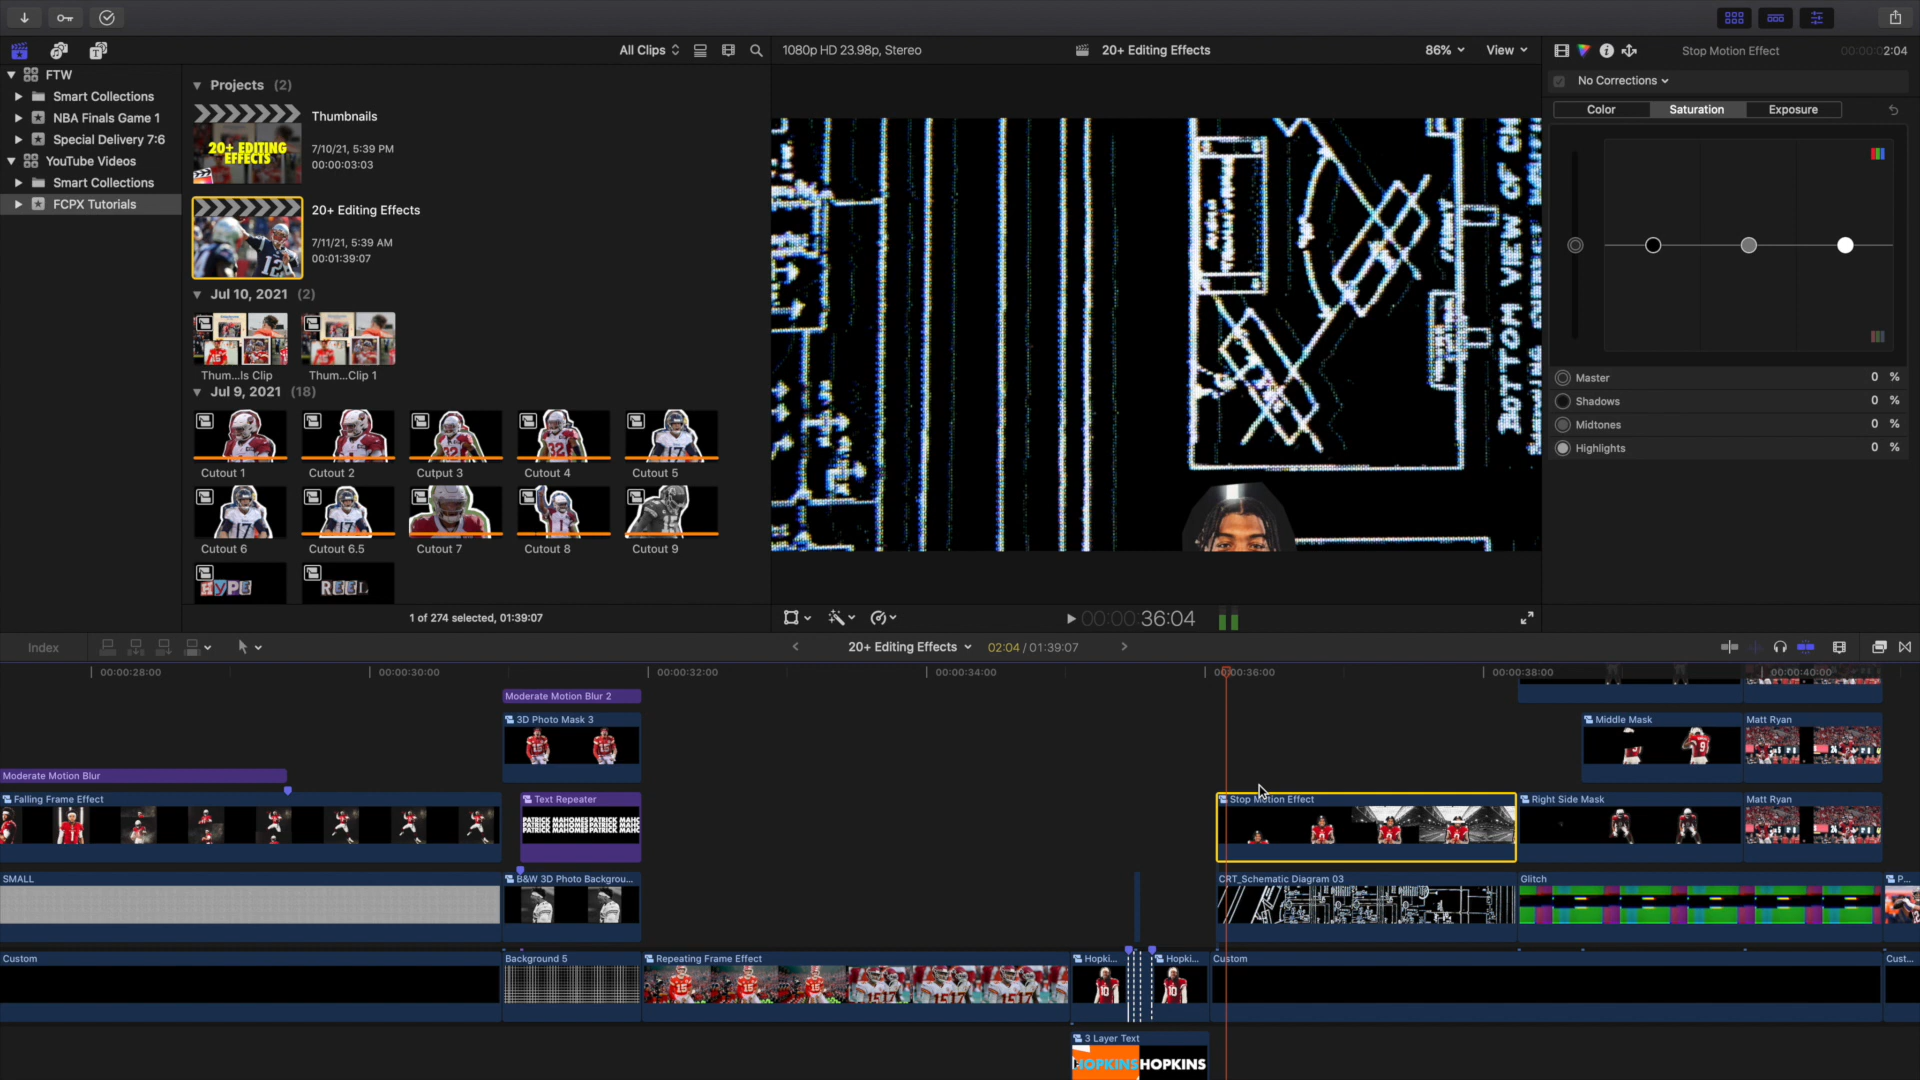 All Clips
1080p HD 23.98p, Stereo
20+ Editing Effects
86%
View
Stop Motion Effect
00:00:02:04
FTW
Smart Collections
NBA Finals Game 1
Special Delivery 7:6
YouTube Videos
Smart Collections
FCPX Tutorials
Projects (2)
Thumbnails
7/10/21, 5:39 PM
00:00:03:03
20+ EDITING
EFFECTS
20+ Editing Effects
7/11/21, 5:39 AM
00:01:39:07
12
Jul 10, 2021 (2)
Thum...ls Clip
Thum...Clip 1
Jul 9, 2021 (18)
Cutout 1
Cutout 2
Cutput 3
Cutout 4
Cutout 5
Cutout 6
Cutout 6.5
Cutout 7
Cutout 8
Cutout 9
HYPE
REEL
1 of 274 selected, 01:39:07
BOTTOM VIEW OF
00:00:00:36:04
No Corrections
Color
Saturation
Exposure
Master
0 %
Shadows
0 %
Midtones
0 %
Highlights
0 %
Index
20+ Editing Effects
02:04 / 01:39:07
00:00:28:00
00:00:30:00
00:00:32:00
00:00:34:00
00:00:36:00
00:00:38:00
00:00:40:00
Moderate Motion Blur 2
3D Photo Mask 3
Middle Mask
Matt Ryan
Moderate Motion Blur
Falling Frame Effect
Text Repeater
PATRICK MAHOMES PATRICK MAHO
PATRICK MAHOMES PATRICK MAHO
Stop Motion Effect
Right Side Mask
Matt Ryan
SMALL
B&W 3D Photo Backgrou...
CRT_Schematic Diagram 03
Glitch
P...
Custom
Background 5
Repeating Frame Effect
Hopki...
Hopki...
Custom
Cust...
3 Layer Text
HOPKINS HOPKINS